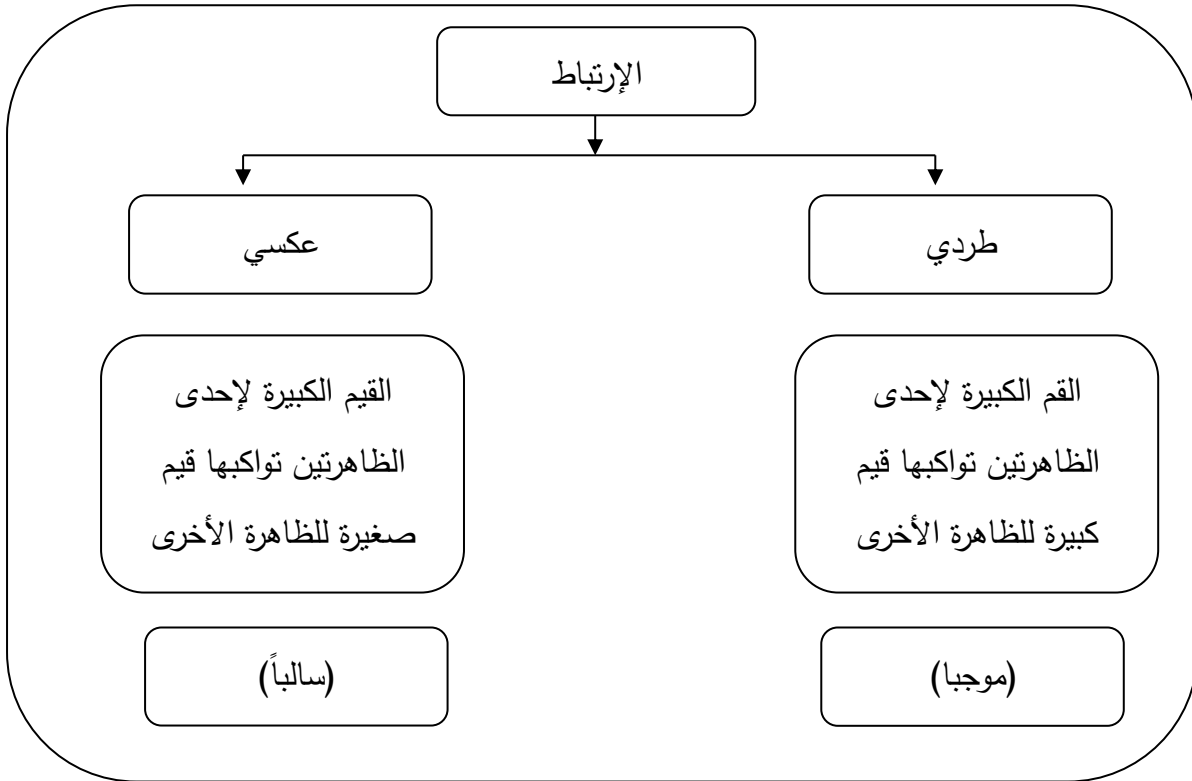 الإرتباط
طردي
عكسي
القم الكبيرة لإحدى
الظاهرتين تواكبها قيم
كبيرة للظاهرة الأخرى
القيم الكبيرة لإحدى
الظاهرتين تواكبها قيم
صغيرة للظاهرة الأخرى
(موجبا)
(سالباً)